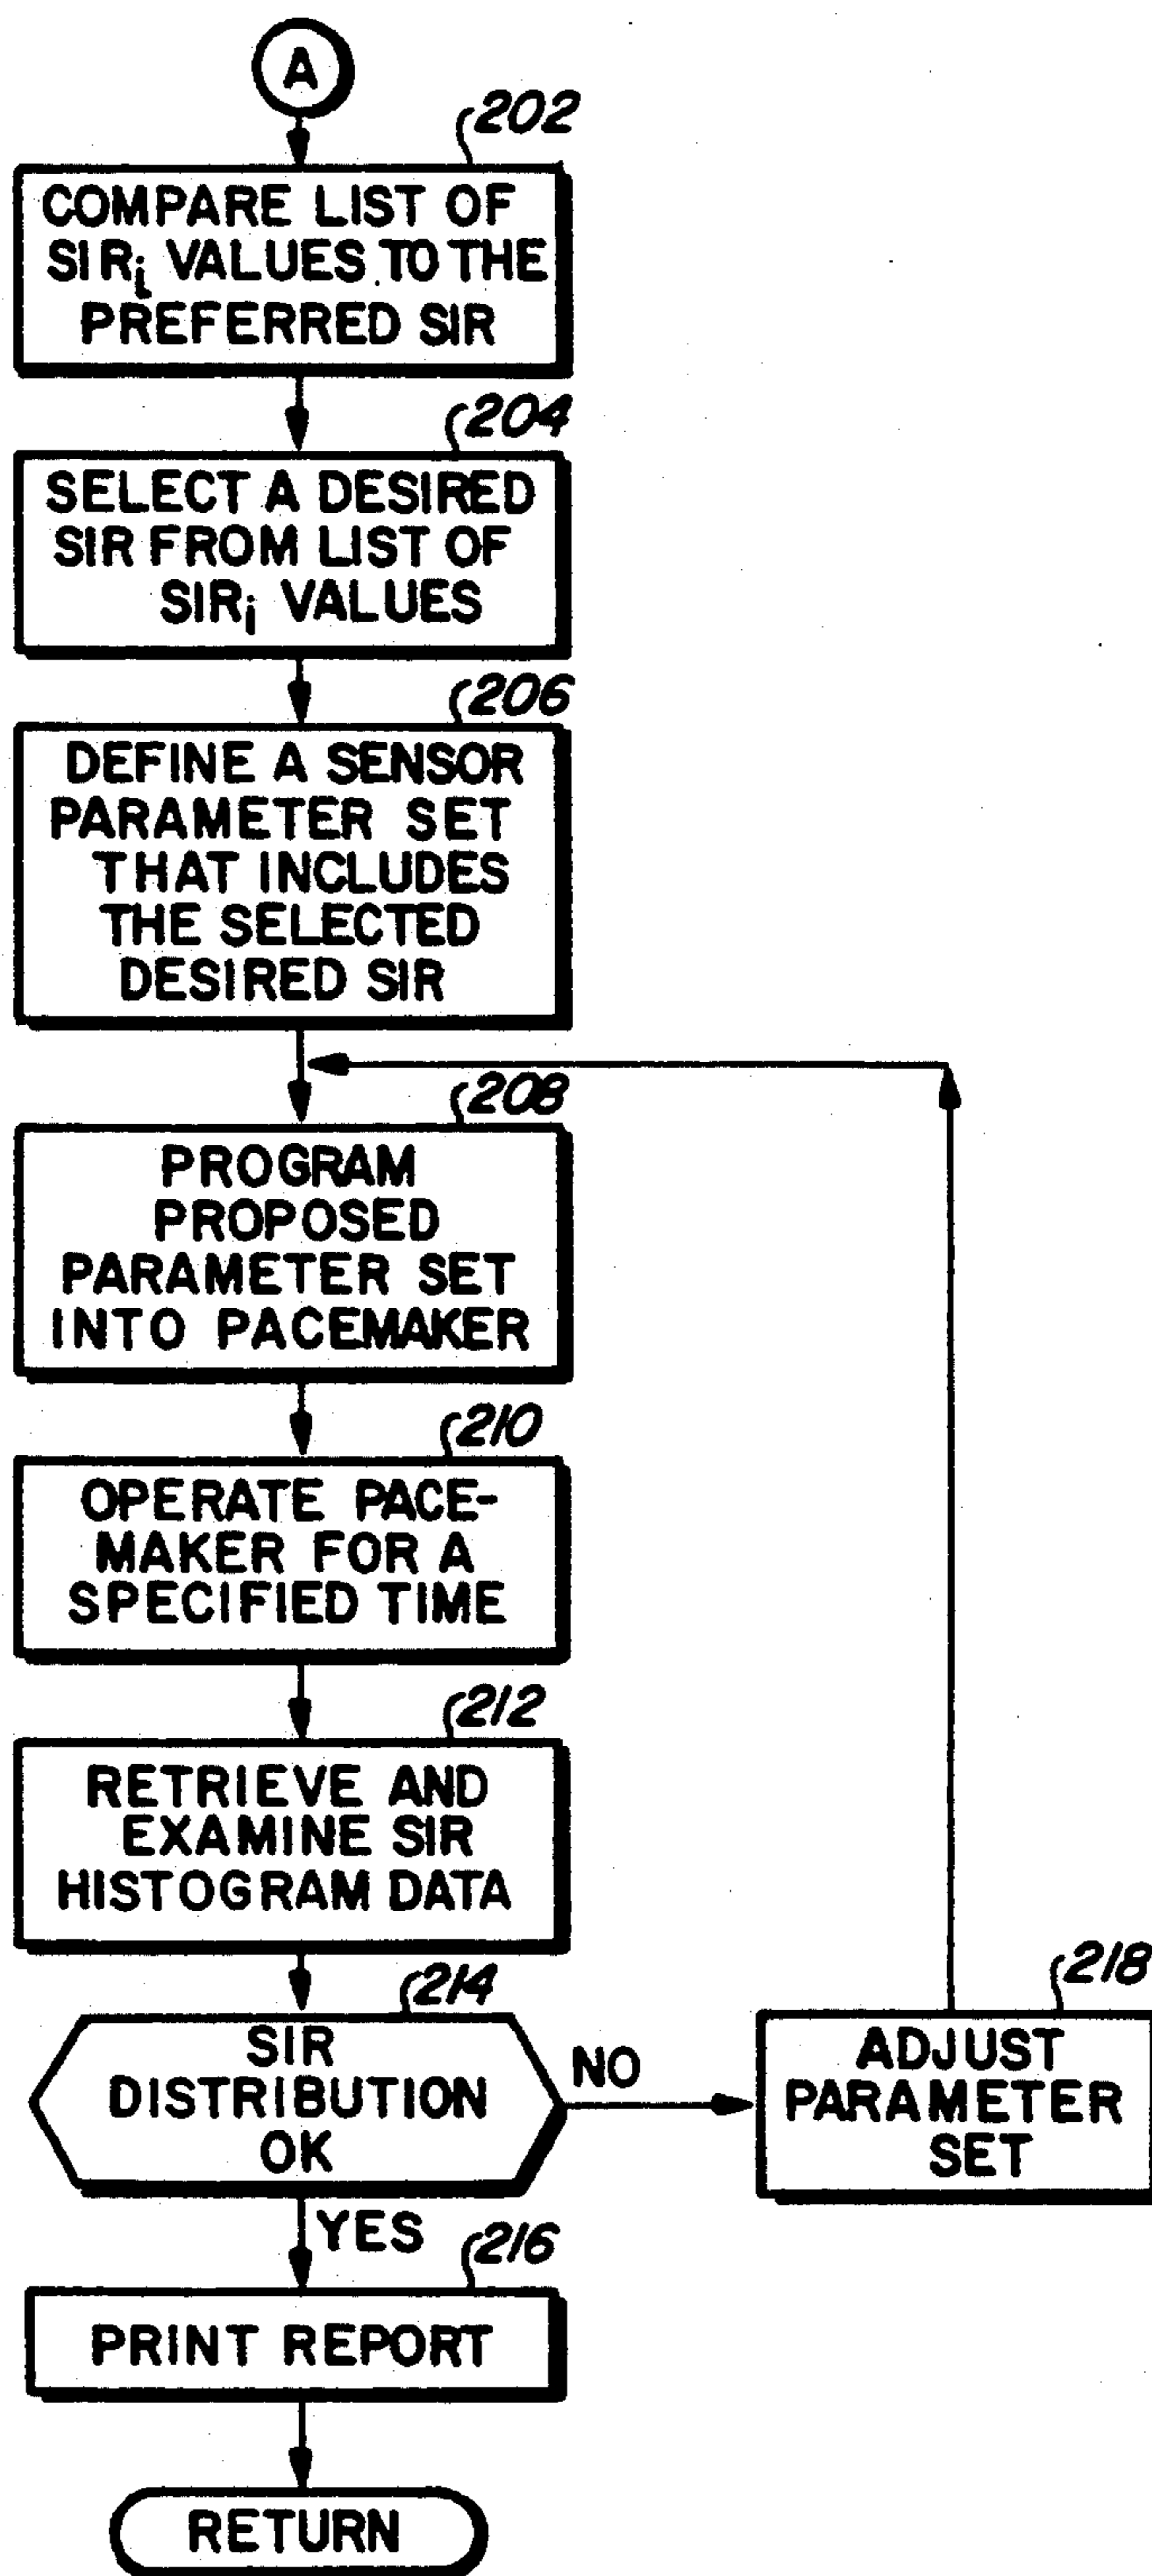 A
202
COMPARE LIST OF
SIRi VALUES TO THE
PREFERRED SIR
204
SELECT A DESIRED
SIR FROM LIST OF
SIRi VALUES
206
DEFINE A SENSOR
PARAMETER SET
THAT INCLUDES
THE SELECTED
DESIRED SIR
208
PROGRAM
PROPOSED
PARAMETER SET
INTO PACEMAKER
210
OPERATE PACE-
MAKER FOR A
SPECIFIED TIME
212
RETRIEVE AND
EXAMINE SIR
HISTOGRAM DATA
214
SIR
DISTRIBUTION
OK
NO
218
ADJUST
PARAMETER
SET
YES
216
PRINT REPORT
RETURN